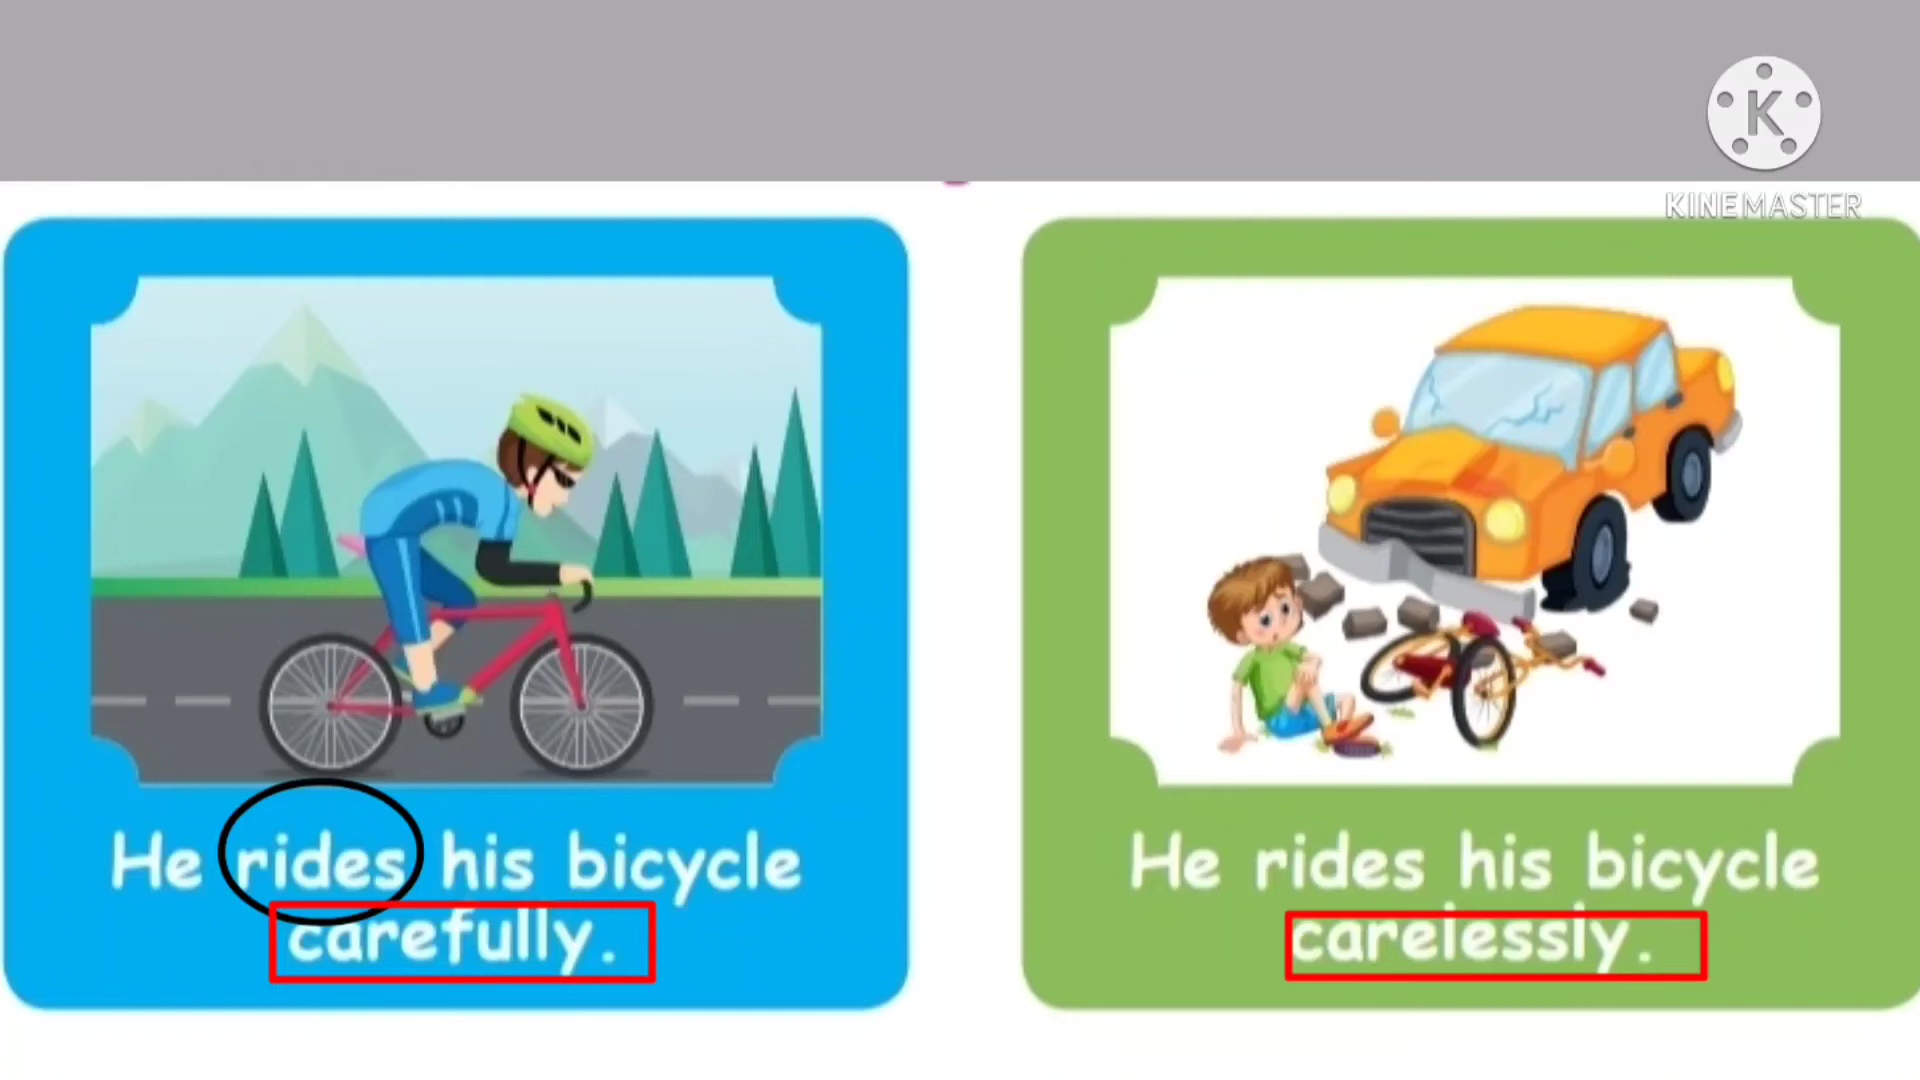 K
KINEMASTER
He rides his bicycle
carefully.
He rides his bicycle
carelessly.